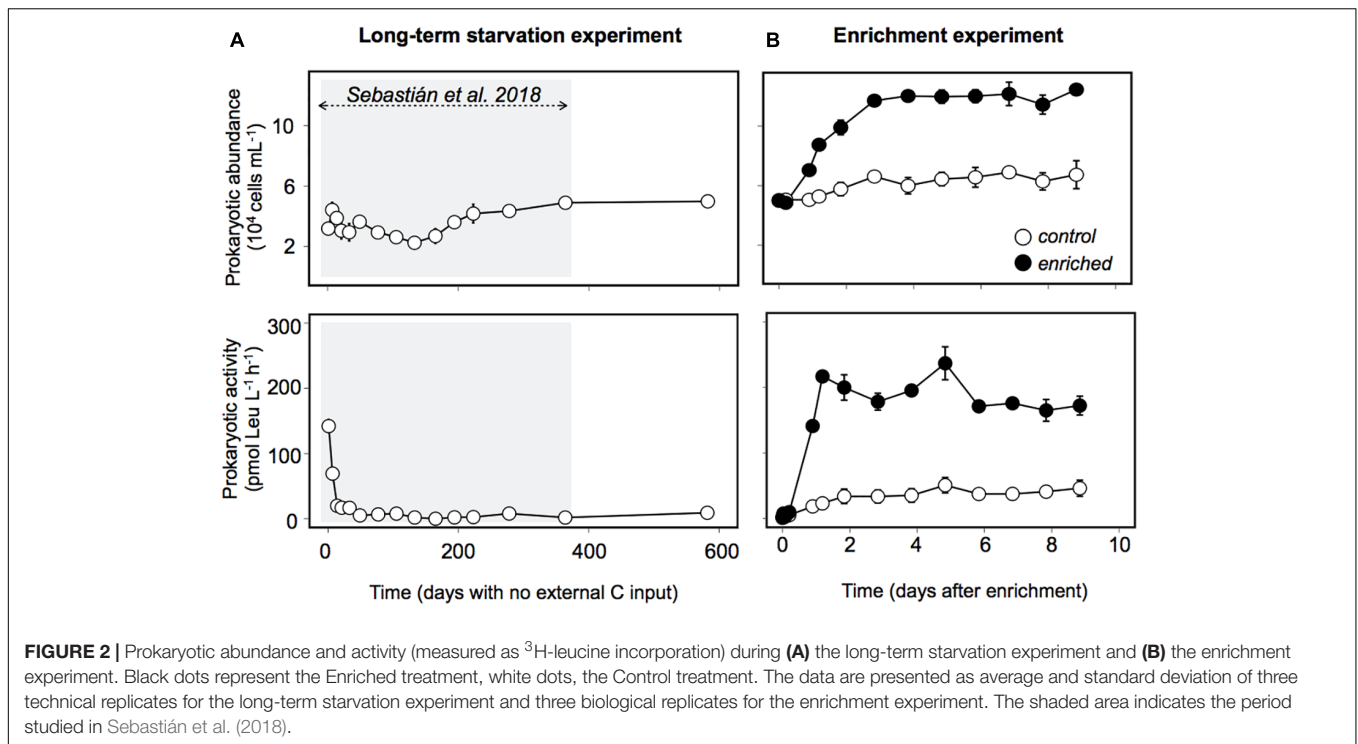 A
Long-term starvation experiment
B
Enrichment experiment
Prokaryotic abundance
(10⁴ cells mL⁻¹)
10
6
2
Sebastián et al. 2018
control
enriched
Prokaryotic activity
(pmol Leu L⁻¹ h⁻¹)
300
200
100
0
0
200
400
600
Time (days with no external C input)
0
2
4
6
8
10
Time (days after enrichment)
FIGURE 2 | Prokaryotic abundance and activity (measured as ³H-leucine incorporation) during (A) the long-term starvation experiment and (B) the enrichment
experiment. Black dots represent the Enriched treatment, white dots, the Control treatment. The data are presented as average and standard deviation of three
technical replicates for the long-term starvation experiment and three biological replicates for the enrichment experiment. The shaded area indicates the period
studied in Sebastián et al. (2018).